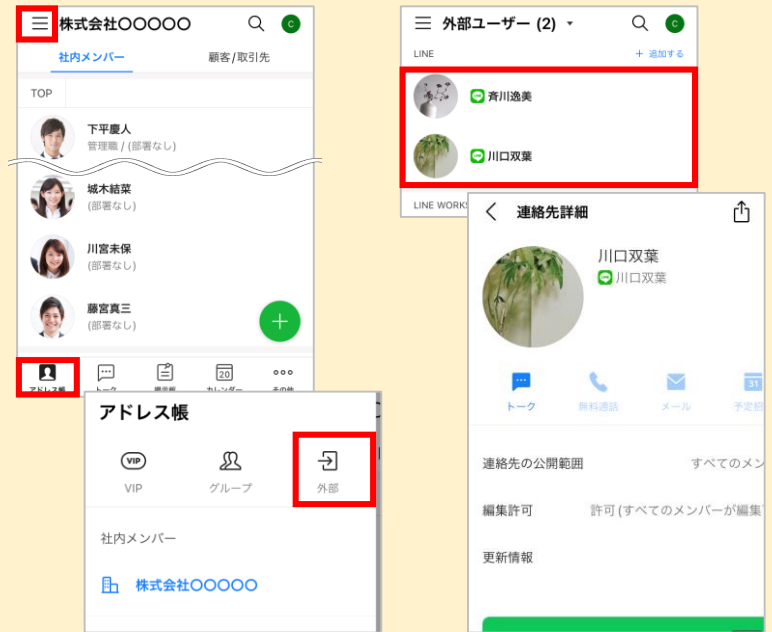 株式会社〇〇〇〇〇
C
社内メンバー
顧客/取引先
TOP
下平慶人
管理職 / (部署なし)
城木結菜
(部署なし)
川宮未保
(部署なし)
藤宮真三
(部署なし)
20
アドレス帳
トーク
掲示板
カレンダー
その他
アドレス帳
VIP
VIP
グループ
外部
社内メンバー
株式会社〇〇〇〇〇
外部ユーザー (2)
C
LINE
+ 追加する
斉川逸美
川口双葉
LINE WORKS
連絡先詳細
川口双葉
川口双葉
31
トーク
無料通話
メール
予定招
連絡先の公開範囲
すべてのメン
編集許可
許可 (すべてのメンバーが編集
更新情報